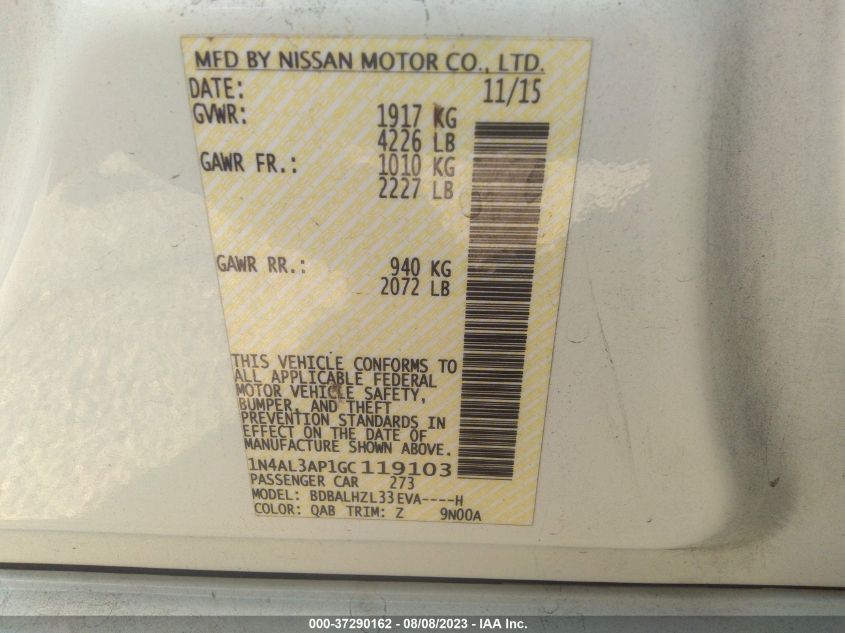 MFD BY NISSAN MOTOR CO., LTD.
DATE: 11/15
GVWR: 1917 KG
4226 LB
GAWR FR.: 1010 KG
2227 LB
GAWR RR.: 940 KG
2072 LB
THIS VEHICLE CONFORMS TO
ALL APPLICABLE FEDERAL
MOTOR VEHICLE SAFETY,
BUMPER, AND THEFT
PREVENTION STANDARDS IN
EFFECT ON THE DATE OF
MANUFACTURE SHOWN ABOVE.
1N4AL3AP1GC119103
PASSENGER CAR 273
MODEL: BDBALHZL33EVA----H
COLOR: QAB TRIM: Z 9N00A
000-37290162 - 08/08/2023 - IAA Inc.